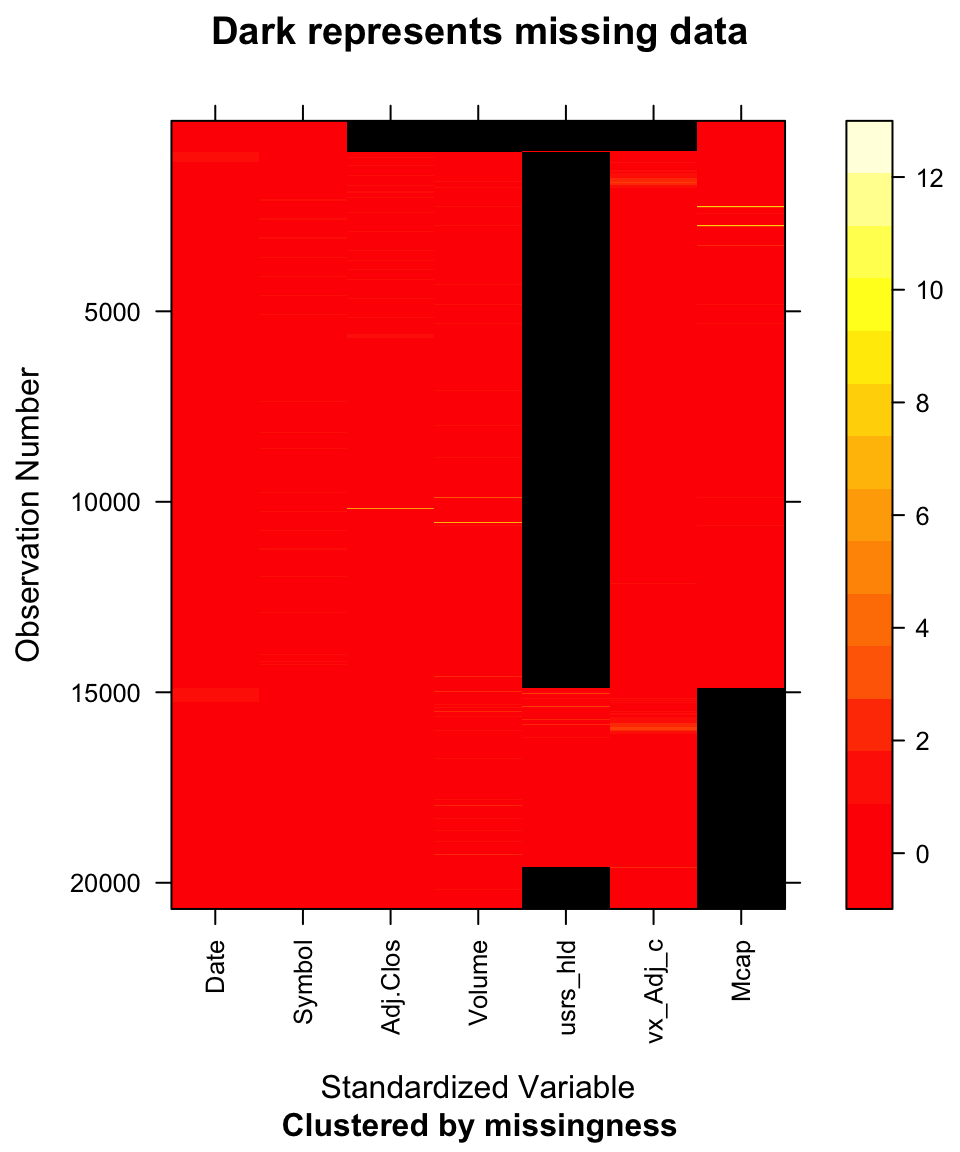 Dark represents missing data
Observation Number
5000
10000
15000
20000
12
10
8
6
4
2
0
Date
Symbol
Adj.Clos
Volume
usrs_hld
vx_Adj_c
Mcap
Standardized Variable
Clustered by missingness